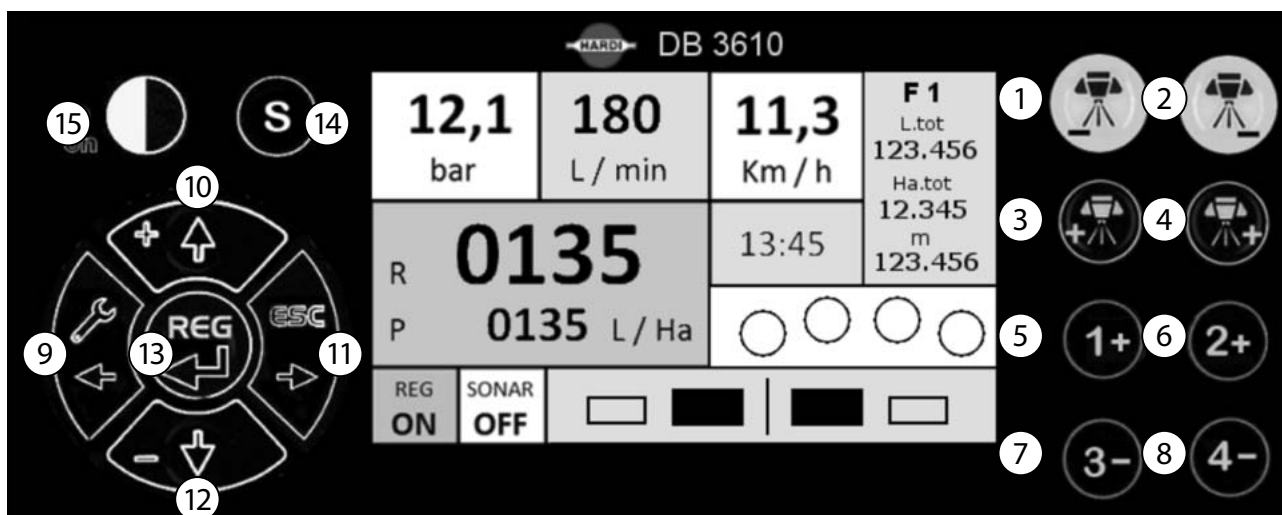 HARDI DB 3610
15 on S 14
10
+
9 REG 13 ESC 11
-
12
12,1 bar
180 L / min
11,3 Km / h
F 1
L.tot
123.456
Ha.tot
12.345
m
123.456
R 0135
P 0135 L / Ha
13:45
REG
ON
SONAR
OFF
1 - 2 -
3 + 4 +
5 1+ 6 2+
7 3- 8 4-